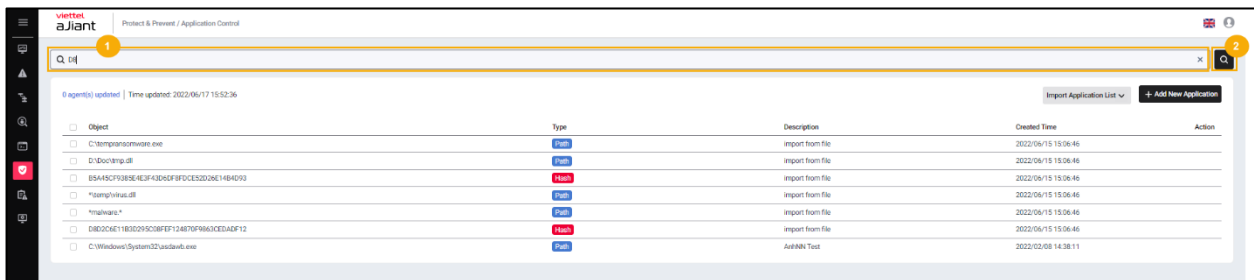 viettel
aJiant
Protect & Prevent / Application Control
1
2
D8
0 agent(s) updated | Time updated: 2022/06/17 15:52:36
Import Application List
+ Add New Application
Object Type Description Created Time Action
C:\tempransomware.exe Path import from file 2022/06/15 15:06:46
D:\Doc\tmp.dll Path import from file 2022/06/15 15:06:46
B5A45CF9385E4E3F43D6DF8FDCE52D26E14B4D93 Hash import from file 2022/06/15 15:06:46
*\temp\virus.dll Path import from file 2022/06/15 15:06:46
*malware.* Path import from file 2022/06/15 15:06:46
D8D2C6E11B3D295C08FEF124870F9863CEDADF12 Hash import from file 2022/06/15 15:06:46
C:\Windows\System32\asdawb.exe Path AnhNN Test 2022/02/08 14:38:11